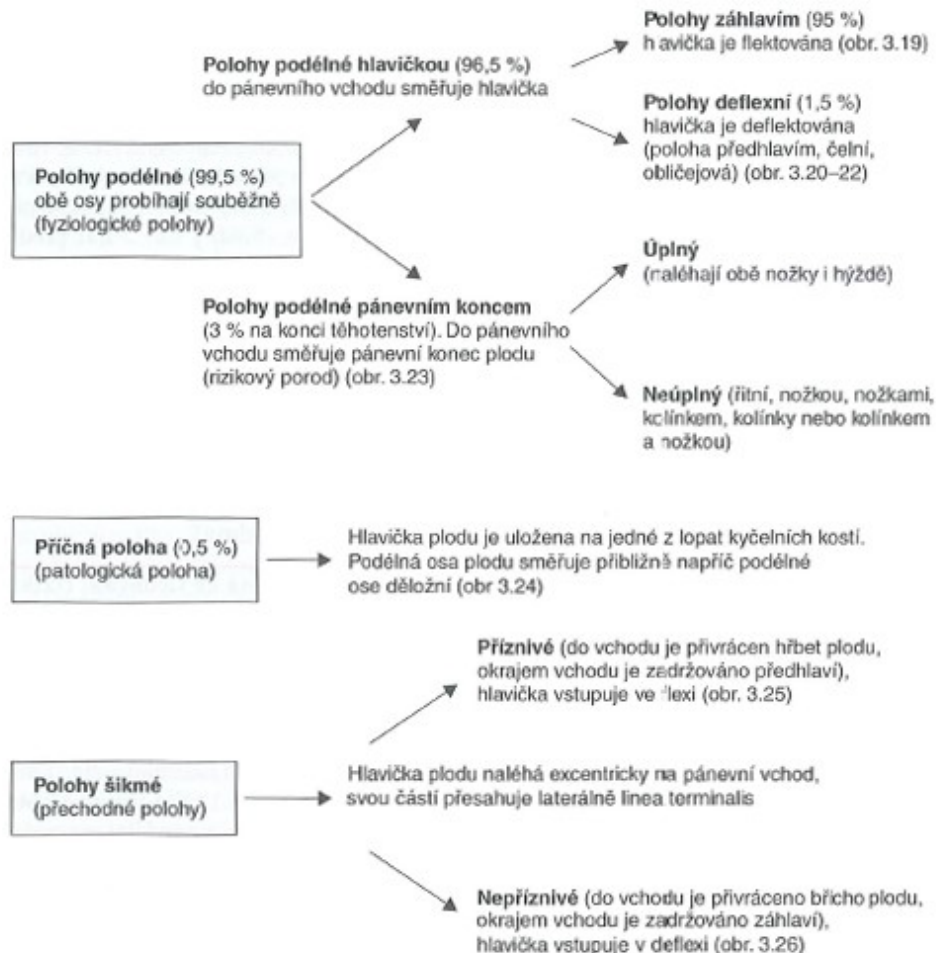 Polohy záhlavím (95 %)
hlavička je flektována (obr. 3.19)
Polohy podélné hlavičkou (96,5 %)
do pánevního vchodu směřuje hlavička
Polohy deflexní (1,5 %)
hlavička je deflektována
(poloha předhlavím, čelní,
obličejová) (obr. 3.20–22)
Polohy podélné (99,5 %)
obě osy probíhají souběžně
(fyziologické polohy)
Úplný
(naléhají obě nožky i hýždě)
Polohy podélné pánevním koncem
(3 % na konci těhotenství). Do pánevního
vchodu směřuje pánevní konec plodu
(rizikový porod) (obr. 3.23)
Neúplný (řitní, nožkou, nožkami,
kolínkem, kolínky nebo kolínkem
a nožkou)
Příčná poloha (0,5 %)
(patologická poloha)
Hlavička plodu je uložena na jedné z lopat kyčelních kostí.
Podélná osa plodu směřuje přibližně napříč podélné
ose děložní (obr 3.24)
Příznivé (do vchodu je přivrácen hřbet plodu,
okrajem vchodu je zadržováno předhlaví),
hlavička vstupuje ve flexi (obr. 3.25)
Polohy šikmé
(přechodné polohy)
Hlavička plodu naléhá excentricky na pánevní vchod,
svou částí přesahuje laterálně linea terminalis
Nepříznivé (do vchodu je přivráceno břicho plodu,
okrajem vchodu je zadržováno záhlaví),
hlavička vstupuje v deflexi (obr. 3.26)